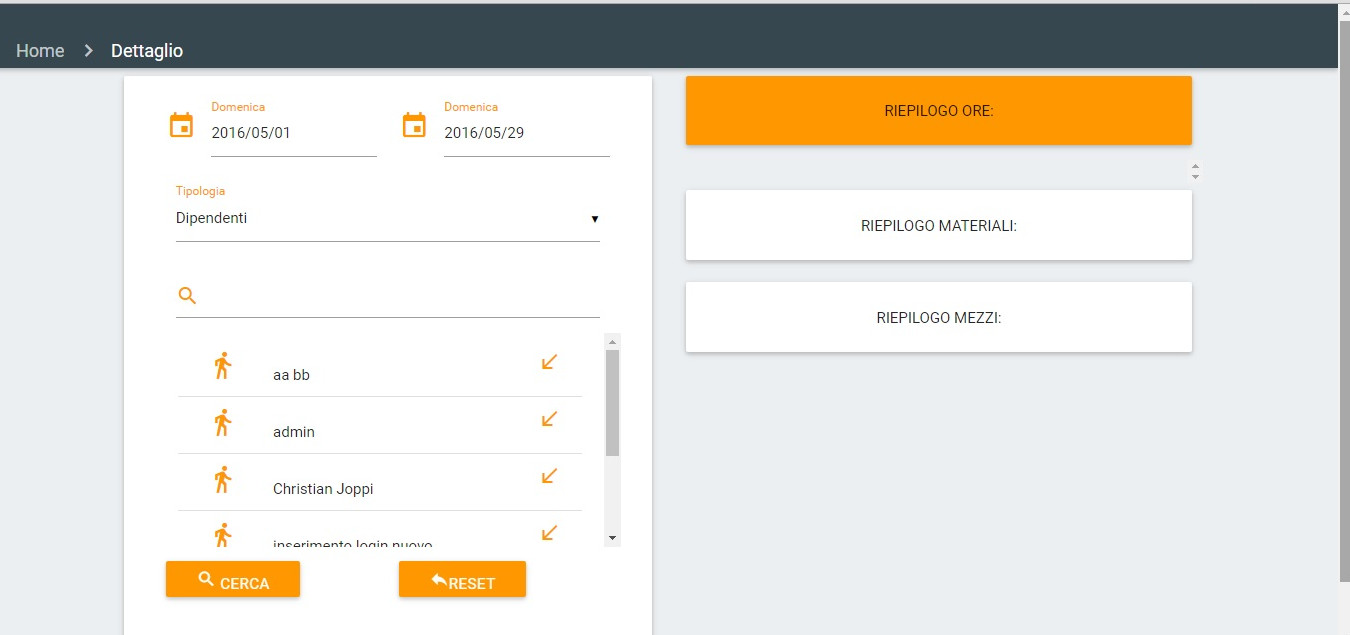 Home Dettaglio
Domenica
2016/05/01
Domenica
2016/05/29
Tipologia
Dipendenti
aa bb
admin
Christian Joppi
inserimento login nuovo
CERCA
RESET
RIEPILOGO ORE:
RIEPILOGO MATERIALI:
RIEPILOGO MEZZI: